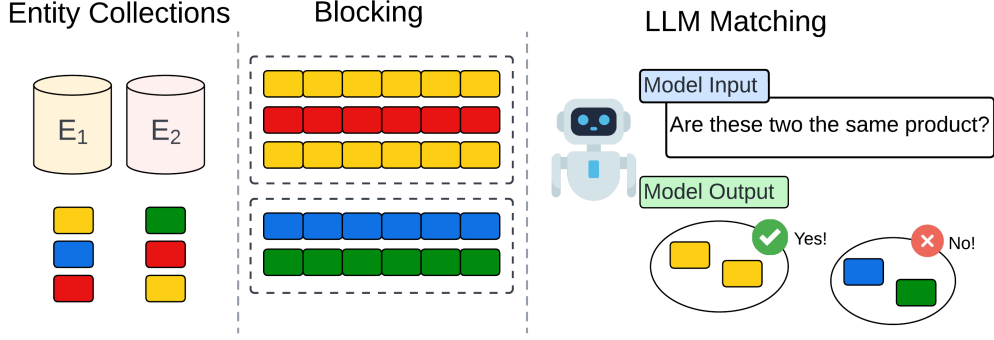 Entity Collections
Blocking
LLM Matching
E1
E2
Model Input
Are these two the same product?
Model Output
Yes!
No!